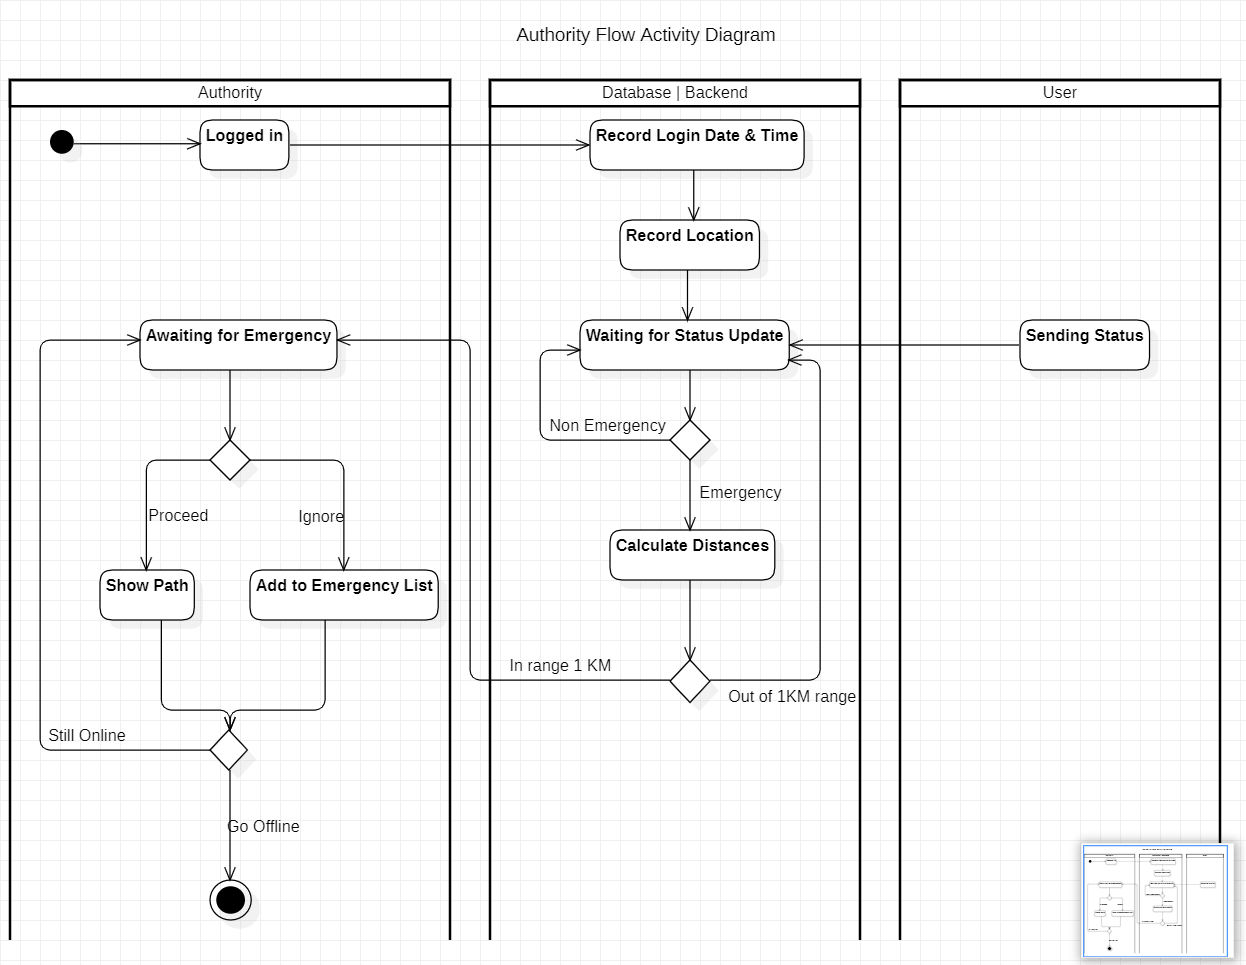 Authority Flow Activity Diagram
Authority
Database | Backend
User
Logged in
Record Login Date & Time
Record Location
Awaiting for Emergency
Waiting for Status Update
Sending Status
Non Emergency
Emergency
Proceed
Ignore
Calculate Distances
Show Path
Add to Emergency List
In range 1 KM
Out of 1KM range
Still Online
Go Offline